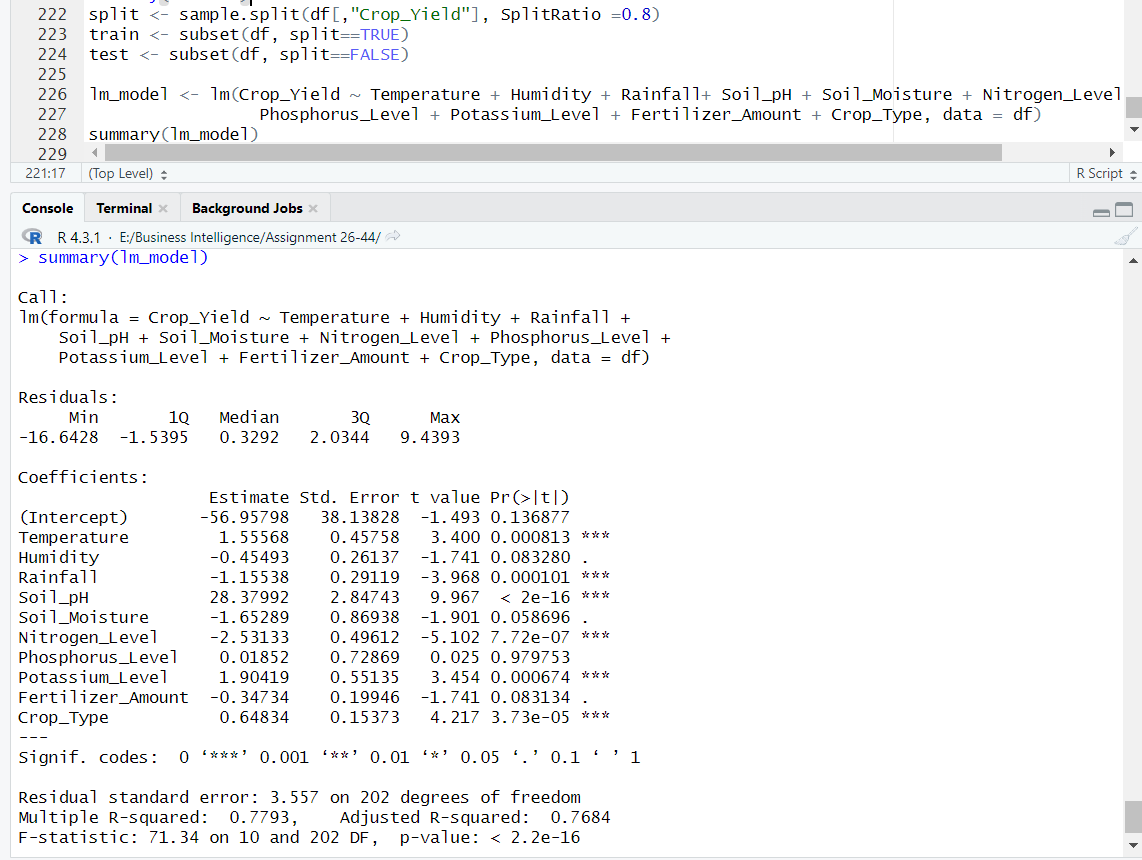 222 split <- sample.split(df[,"Crop_Yield"], SplitRatio =0.8)
223 train <- subset(df, split==TRUE)
224 test <- subset(df, split==FALSE)
225
226 lm_model <- lm(Crop_Yield ~ Temperature + Humidity + Rainfall+ Soil_pH + Soil_Moisture + Nitrogen_Level
227                  Phosphorus_Level + Potassium_Level + Fertilizer_Amount + Crop_Type, data = df)
228 summary(lm_model)
229
221:17 (Top Level) R Script
Console Terminal Background Jobs
R R 4.3.1 · E:/Business Intelligence/Assignment 26-44/
> summary(lm_model)

Call:
lm(formula = Crop_Yield ~ Temperature + Humidity + Rainfall +
    Soil_pH + Soil_Moisture + Nitrogen_Level + Phosphorus_Level +
    Potassium_Level + Fertilizer_Amount + Crop_Type, data = df)

Residuals:
     Min       1Q   Median       3Q      Max
-16.6428  -1.5395   0.3292   2.0344   9.4393

Coefficients:
                   Estimate Std. Error t value Pr(>|t|)
(Intercept)       -56.95798   38.13828  -1.493 0.136877
Temperature         1.55568    0.45758   3.400 0.000813 ***
Humidity           -0.45493    0.26137  -1.741 0.083280 .
Rainfall           -1.15538    0.29119  -3.968 0.000101 ***
Soil_pH            28.37992    2.84743   9.967  < 2e-16 ***
Soil_Moisture      -1.65289    0.86938  -1.901 0.058696 .
Nitrogen_Level     -2.53133    0.49612  -5.102 7.72e-07 ***
Phosphorus_Level    0.01852    0.72869   0.025 0.979753
Potassium_Level     1.90419    0.55135   3.454 0.000674 ***
Fertilizer_Amount  -0.34734    0.19946  -1.741 0.083134 .
Crop_Type           0.64834    0.15373   4.217 3.73e-05 ***
---
Signif. codes:  0 ‘***’ 0.001 ‘**’ 0.01 ‘*’ 0.05 ‘.’ 0.1 ‘ ’ 1

Residual standard error: 3.557 on 202 degrees of freedom
Multiple R-squared:  0.7793,    Adjusted R-squared:  0.7684
F-statistic: 71.34 on 10 and 202 DF,  p-value: < 2.2e-16